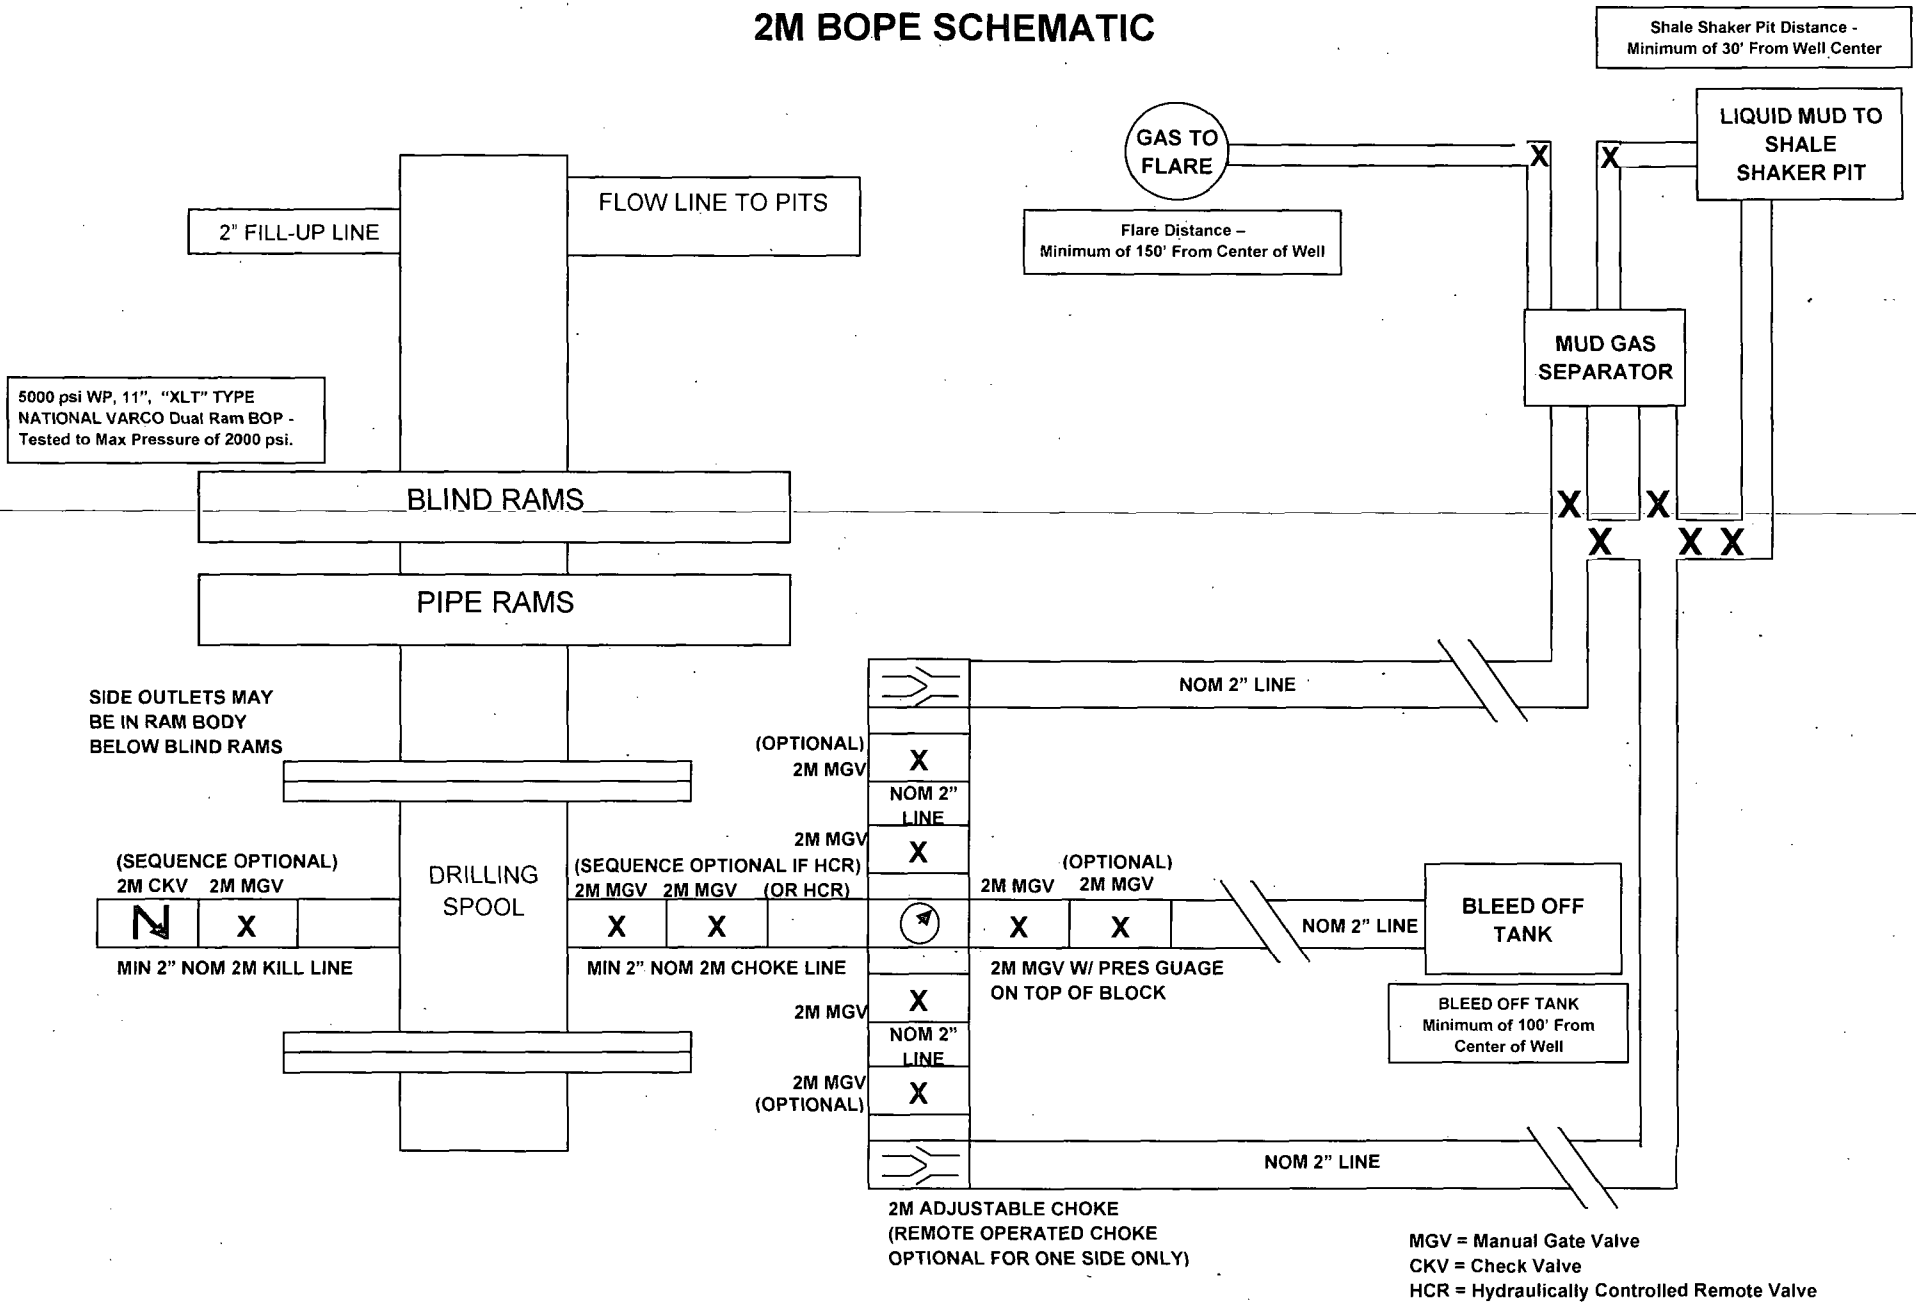 2M BOPE SCHEMATIC
Shale Shaker Pit Distance -
Minimum of 30' From Well Center
GAS TO
FLARE
LIQUID MUD TO
SHALE
SHAKER PIT
FLOW LINE TO PITS
2" FILL-UP LINE
Flare Distance –
Minimum of 150' From Center of Well
X
X
MUD GAS
SEPARATOR
5000 psi WP, 11", "XLT" TYPE
NATIONAL VARCO Dual Ram BOP -
Tested to Max Pressure of 2000 psi.
BLIND RAMS
X
X
X
X
X
PIPE RAMS
SIDE OUTLETS MAY
BE IN RAM BODY
BELOW BLIND RAMS
NOM 2" LINE
(OPTIONAL)
2M MGV
X
NOM 2"
LINE
2M MGV
X
(SEQUENCE OPTIONAL)
2M CKV 2M MGV
X
MIN 2" NOM 2M KILL LINE
DRILLING
SPOOL
(SEQUENCE OPTIONAL IF HCR)
2M MGV 2M MGV (OR HCR)
X X
MIN 2" NOM 2M CHOKE LINE
(OPTIONAL)
2M MGV 2M MGV
X X
NOM 2" LINE
2M MGV W/ PRES GUAGE
ON TOP OF BLOCK
BLEED OFF
TANK
BLEED OFF TANK
Minimum of 100' From
Center of Well
2M MGV
X
NOM 2"
LINE
2M MGV
(OPTIONAL)
X
NOM 2" LINE
2M ADJUSTABLE CHOKE
(REMOTE OPERATED CHOKE
OPTIONAL FOR ONE SIDE ONLY)
MGV = Manual Gate Valve
CKV = Check Valve
HCR = Hydraulically Controlled Remote Valve